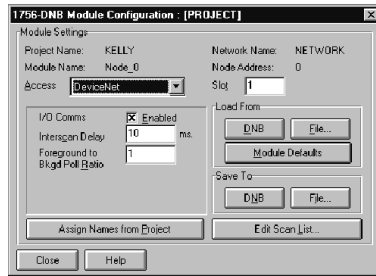 1756-DNB Module Configuration : [PROJECT]
Module Settings
Project Name: KELLY Network Name: NETWORK
Module Name: Node_0 Node Address: 0
Access DeviceNet Slot 1
I/O Comms Enabled
Interscan Delay 10 ms.
Foreground to Bkgd Poll Ratio 1
Load From
DNB File...
Module Defaults
Save To
DNB File...
Assign Names from Project Edit Scan List...
Close Help